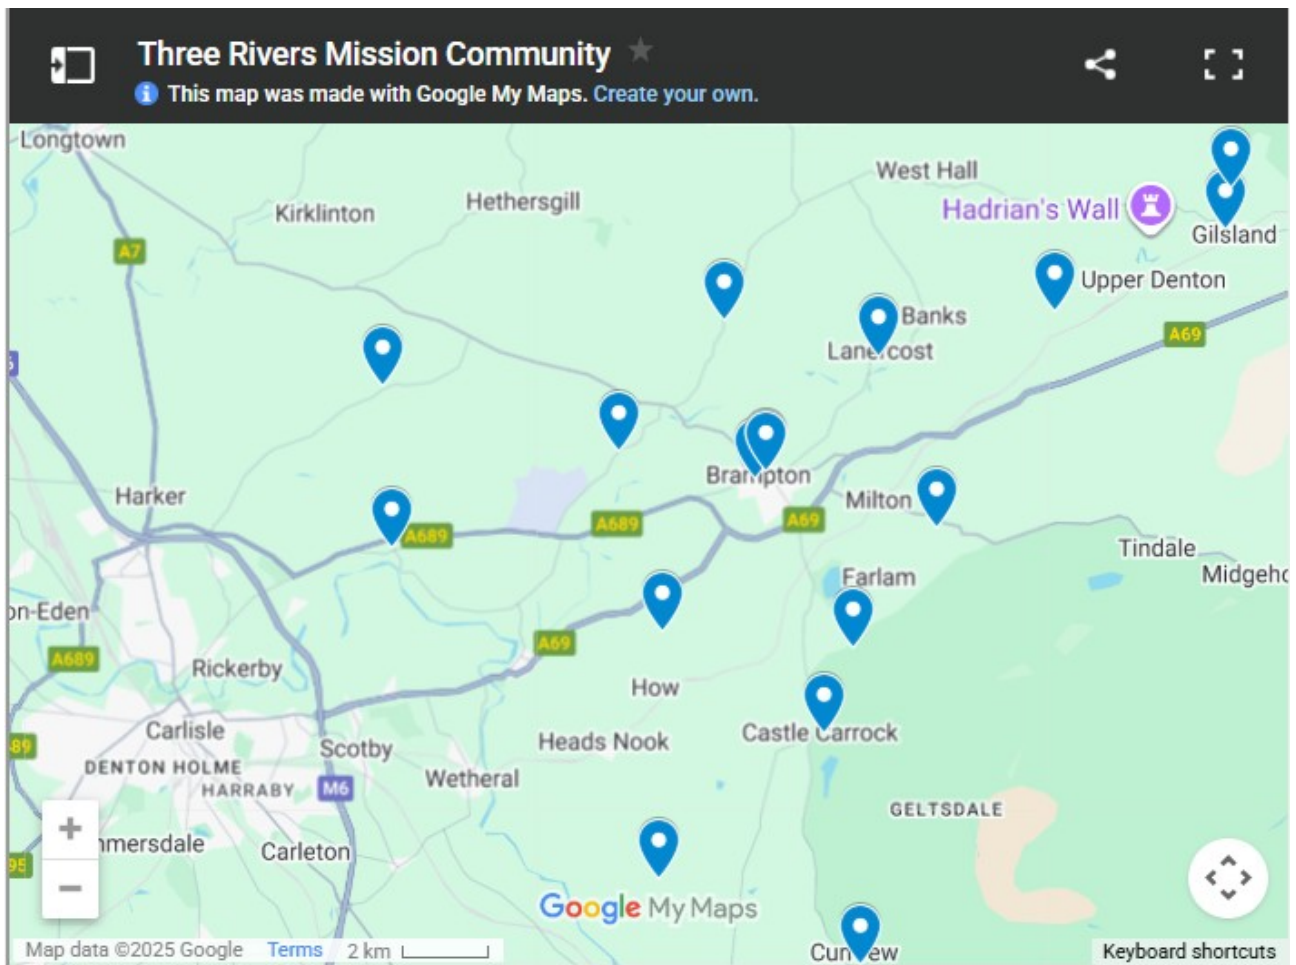 Three Rivers Mission Community
This map was made with Google My Maps. Create your own.
Longtown
West Hall
Hethersgill
Kirklinton
Hadrian's Wall
Gilsland
A7
Upper Denton
Banks
A69
Lanercost
Brampton
Harker
Milton
A689
A689
A69
Tindale
Farlam
on-Eden
A69
A689
Rickerby
How
Carlisle
Castle Carrock
Scotby
Heads Nook
89
DENTON HOLME
Wetheral
HARRABY
M6
GELTSDALE
+
Carleton
95
−
Google My Maps
Map data ©2025 Google Terms 2 km
Keyboard shortcuts